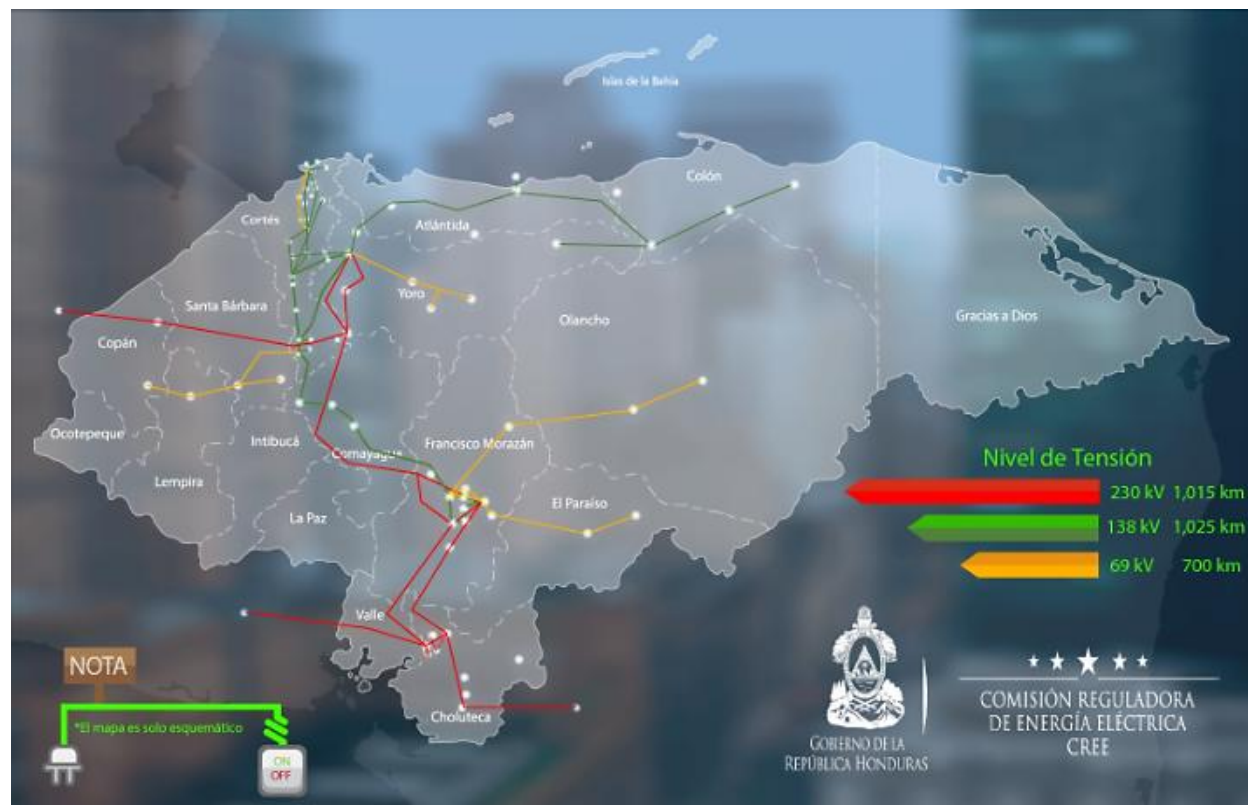 Islas de la Bahía
Colón
Cortés
Atlántida
Yoro
Santa Bárbara
Olancho
Gracias a Dios
Copán
Ocotepeque
Intibucá
Comayagua
Francisco Morazán
Lempira
La Paz
El Paraíso
Valle
Choluteca
Nivel de Tensión
230 kV 1,015 km
138 kV 1,025 km
69 kV 700 km
NOTA
*El mapa es solo esquemático
ON
OFF
GOBIERNO DE LA
REPÚBLICA HONDURAS
COMISIÓN REGULADORA
DE ENERGÍA ELÉCTRICA
CREE